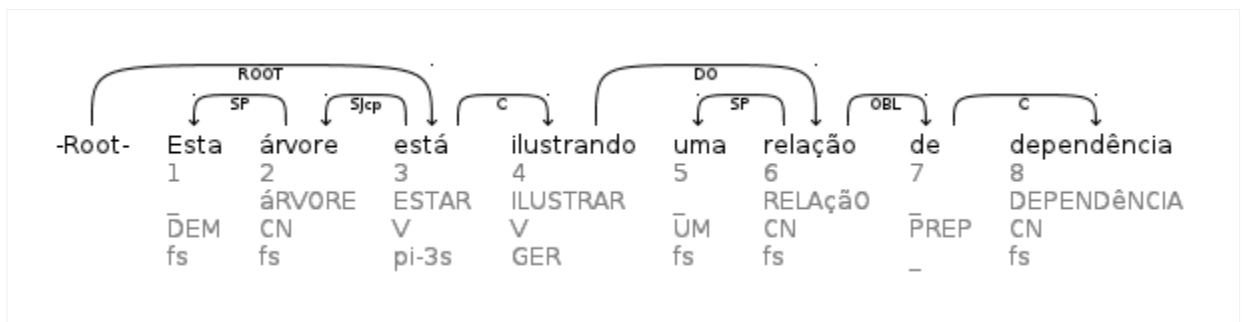 ROOT DO
SP SJcp C SP OBL C
-Root- Esta árvore está ilustrando uma relação de dependência
1 2 3 4 5 6 7 8
_ áRVORE ESTAR ILUSTRAR _ RELAçãO _ DEPENDêNCIA
DEM CN V V UM CN PREP CN
fs fs pi-3s GER fs fs _ fs